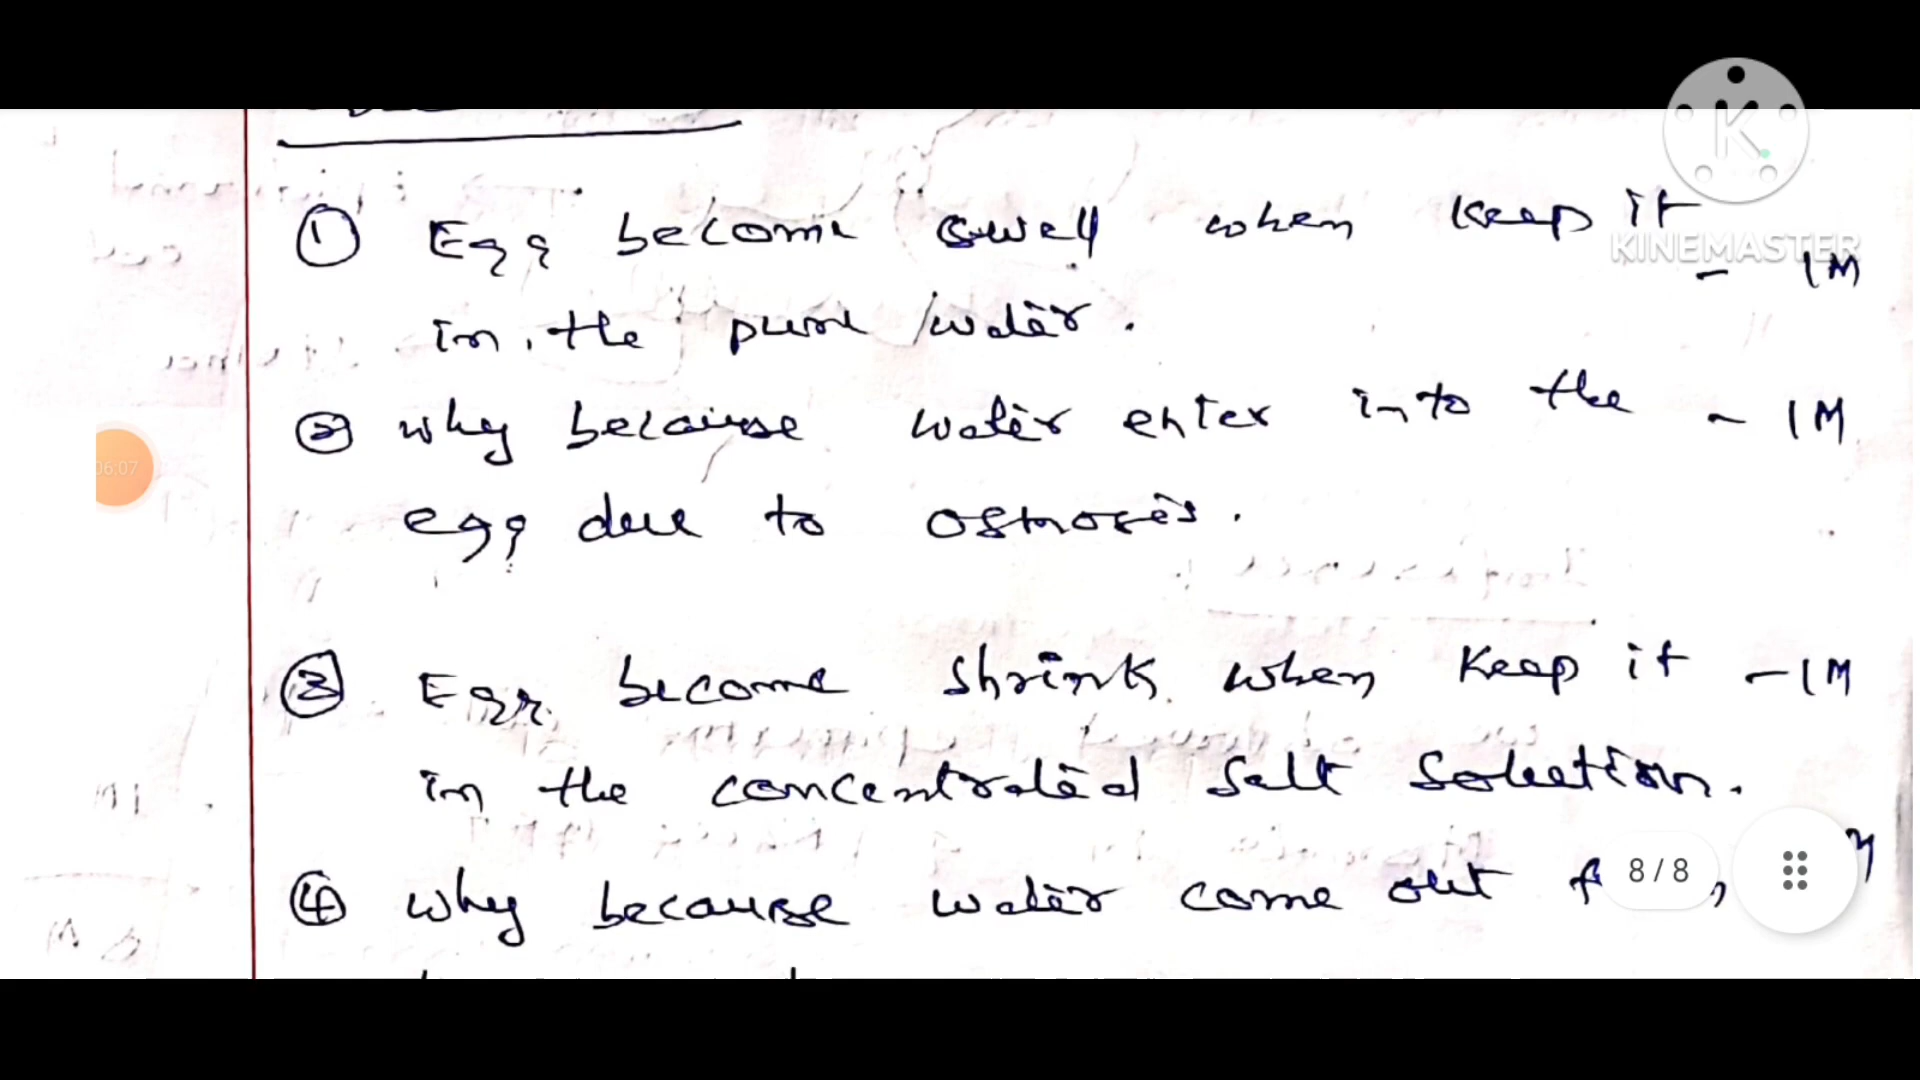 ① Egg become swell when keep it - 1M
in the pure water.
② why because water enter into the - 1M
egg due to osmosis.
③ Egg become shrink when keep it - 1M
in the concentrated salt solution.
④ why because water come out
KINEMASTER
06:07
8/8